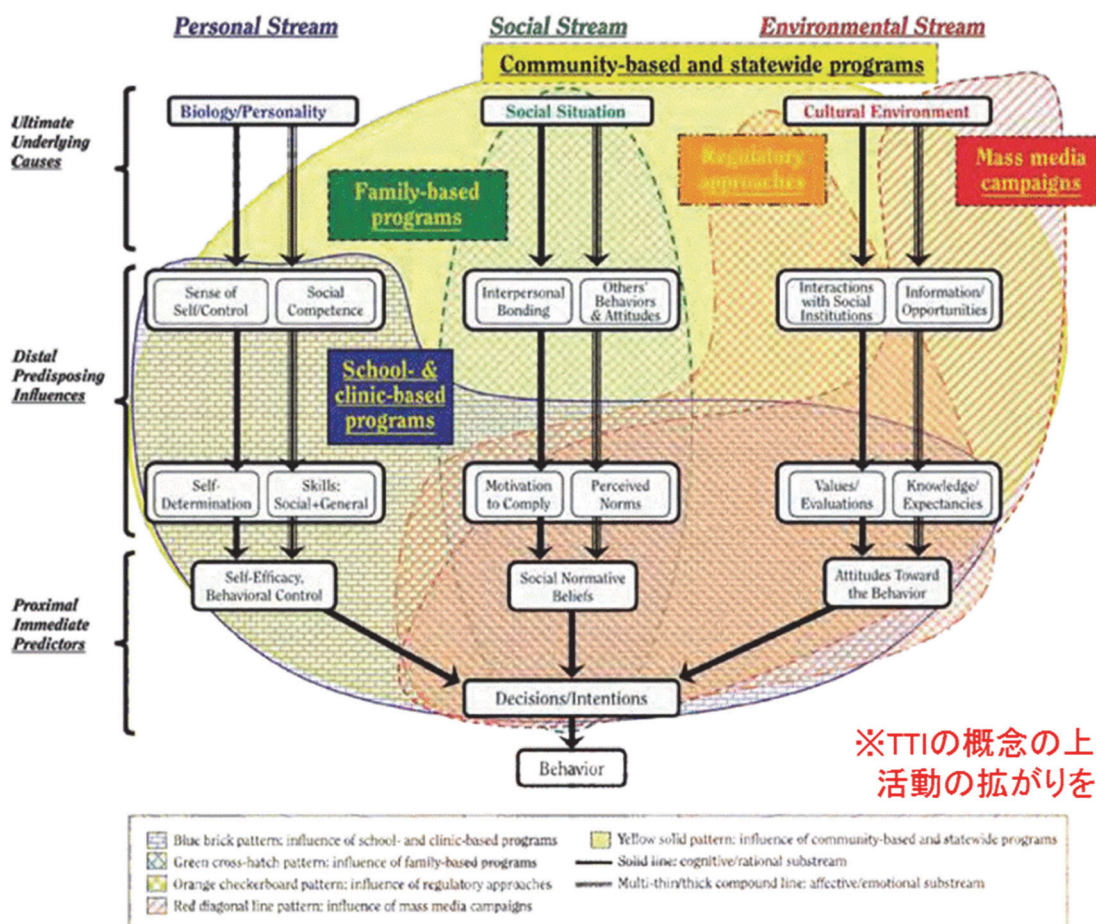 Personal Stream
Social Stream
Environmental Stream
Community-based and statewide programs
Ultimate
Underlying
Causes
Biology/Personality
Social Situation
Cultural Environment
Family-based
programs
Regulatory
approaches
Mass media
campaigns
Distal
Predisposing
Influences
Sense of
Self/Control
Social
Competence
Interpersonal
Bonding
Others'
Behaviors
& Attitudes
Interactions
with Social
Institutions
Information/
Opportunities
School- &
clinic-based
programs
Self-
Determination
Skills:
Social+General
Motivation
to Comply
Perceived
Norms
Values/
Evaluations
Knowledge/
Expectancies
Proximal
Immediate
Predictors
Self-Efficacy,
Behavioral Control
Social Normative
Beliefs
Attitudes Toward
the Behavior
Decisions/Intentions
Behavior
※TTIの概念の上
活動の拡がりを
Blue brick pattern: influence of school- and clinic-based programs
Green cross-hatch pattern: influence of family-based programs
Orange checkerboard pattern: influence of regulatory approaches
Red diagonal line pattern: influence of mass media campaigns
Yellow solid pattern: influence of community-based and statewide programs
Solid line: cognitive/rational substream
Multi-thin/thick compound line: affective/emotional substream